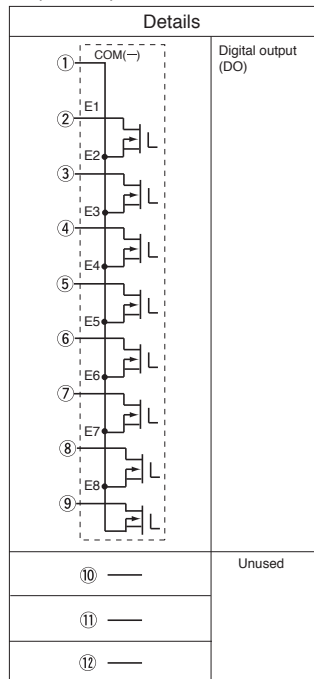 Details
COM(—)
Digital output
(DO)
①
E1
②
E2
③
E3
④
E4
⑤
E5
⑥
E6
⑦
E7
⑧
E8
⑨
⑩ —
Unused
⑪ —
⑫ —